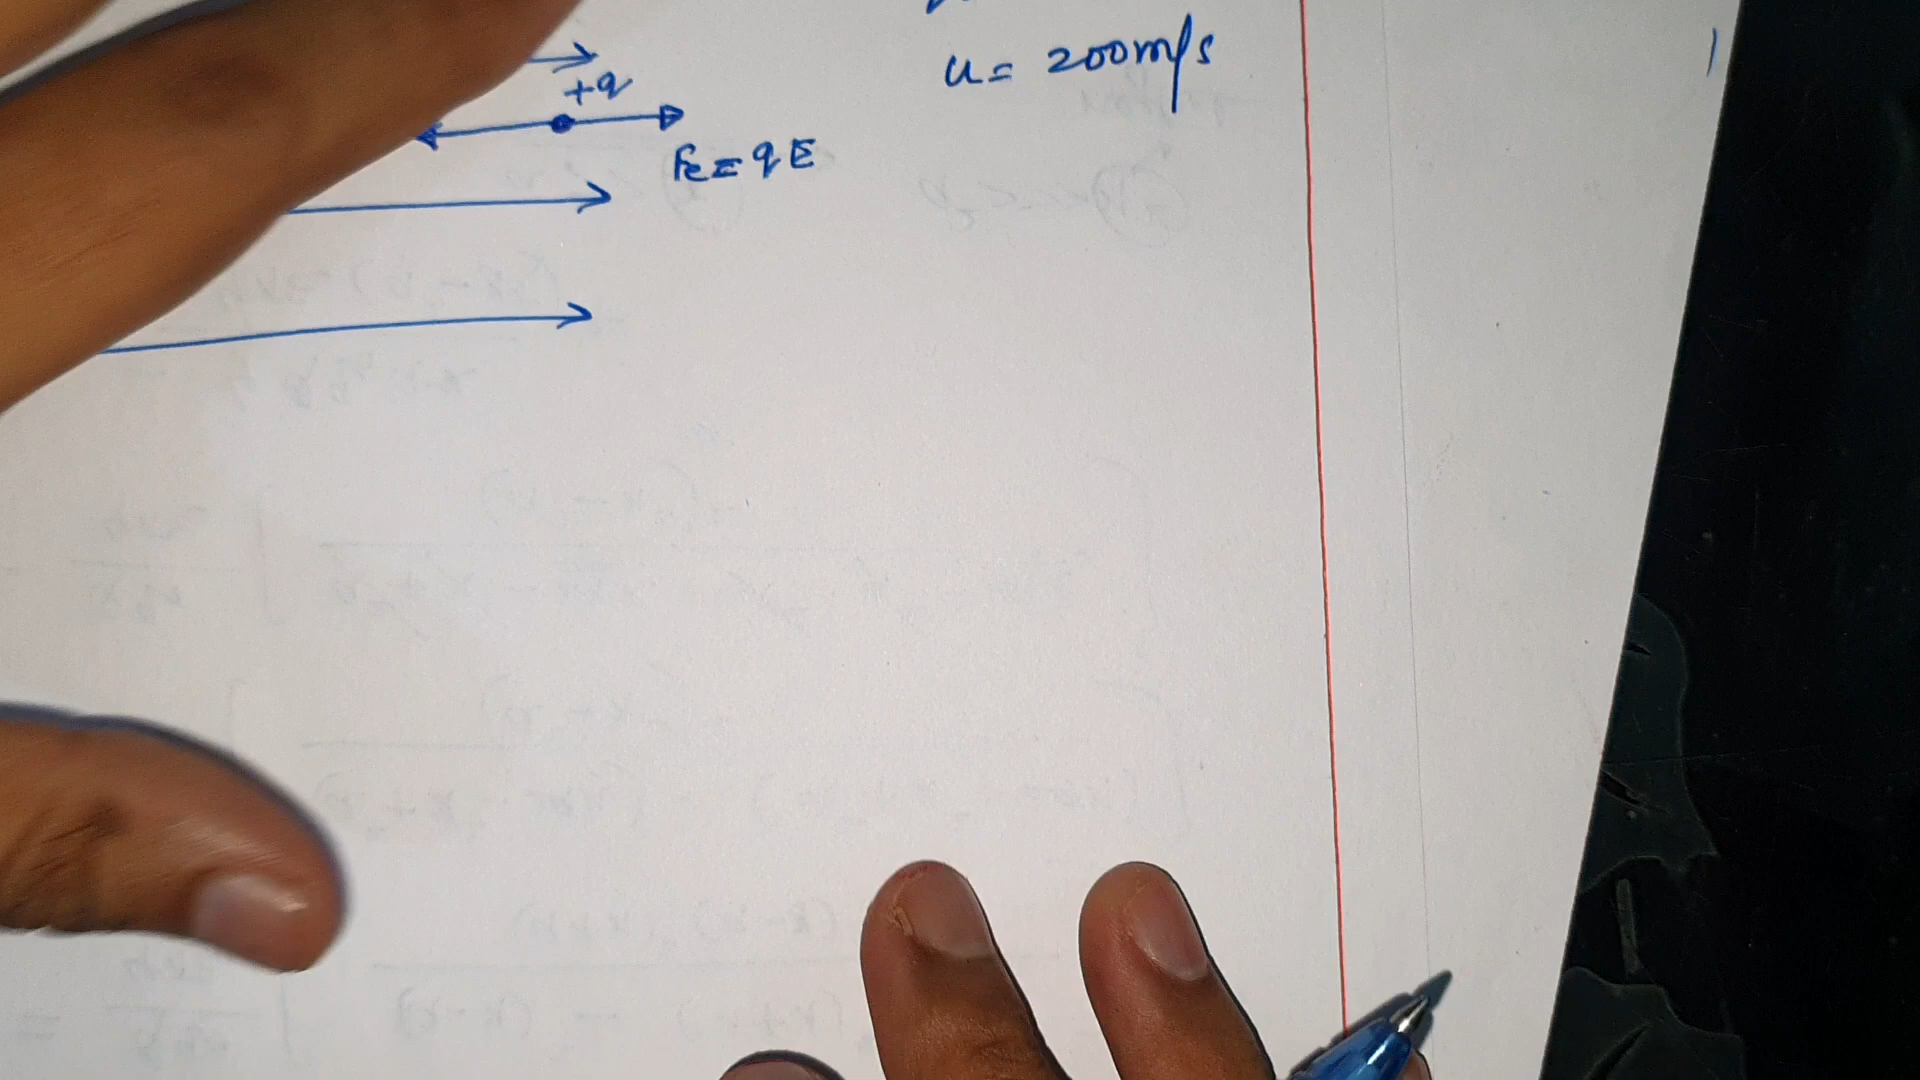 u = 200m/s
+q
Fe = qE